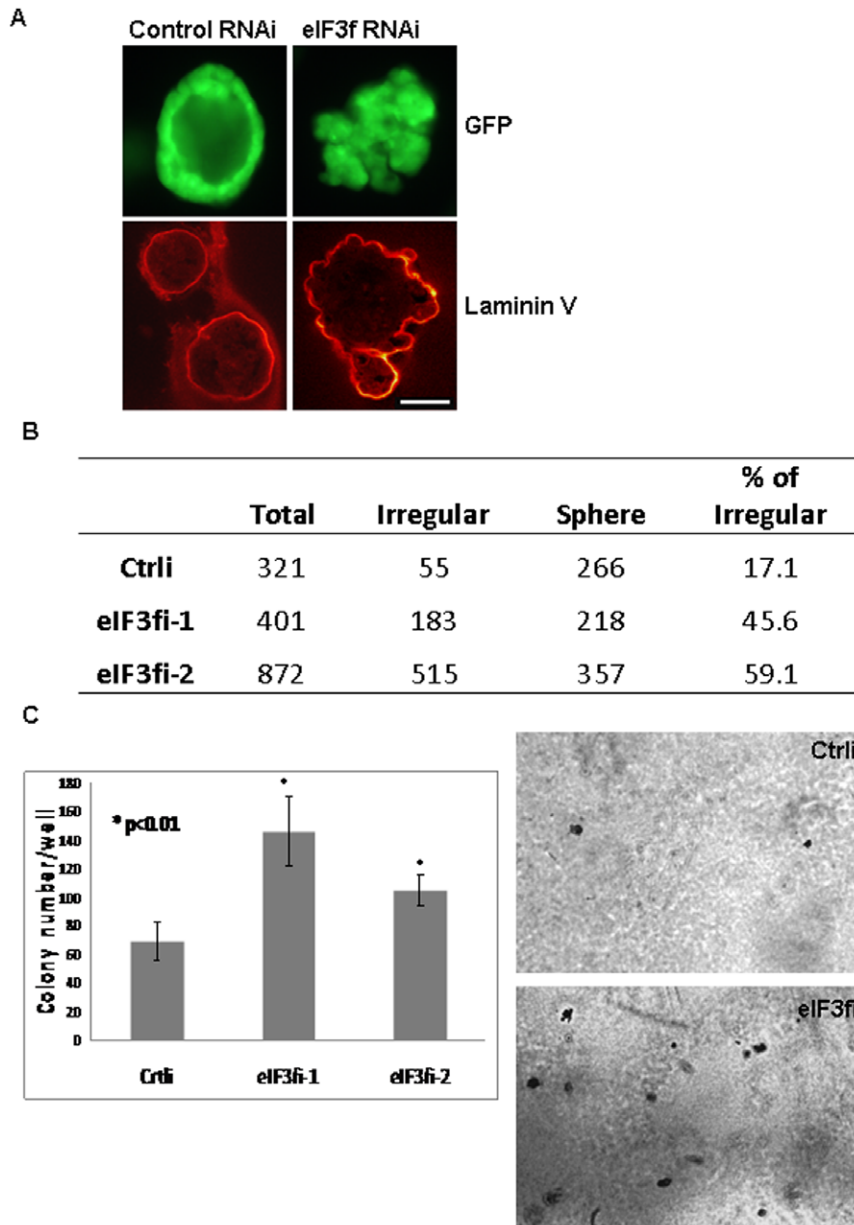 A
Control RNAi eIF3f RNAi
GFP
Laminin V
B
Total Irregular Sphere % of Irregular
Ctrli 321 55 266 17.1
eIF3fi-1 401 183 218 45.6
eIF3fi-2 872 515 357 59.1
C
Colony number/well
180
160
140
120
100
80
60
40
20
0
* p<0.01
Crtli eIF3fi-1 eIF3fi-2
Ctrli
eIF3fi